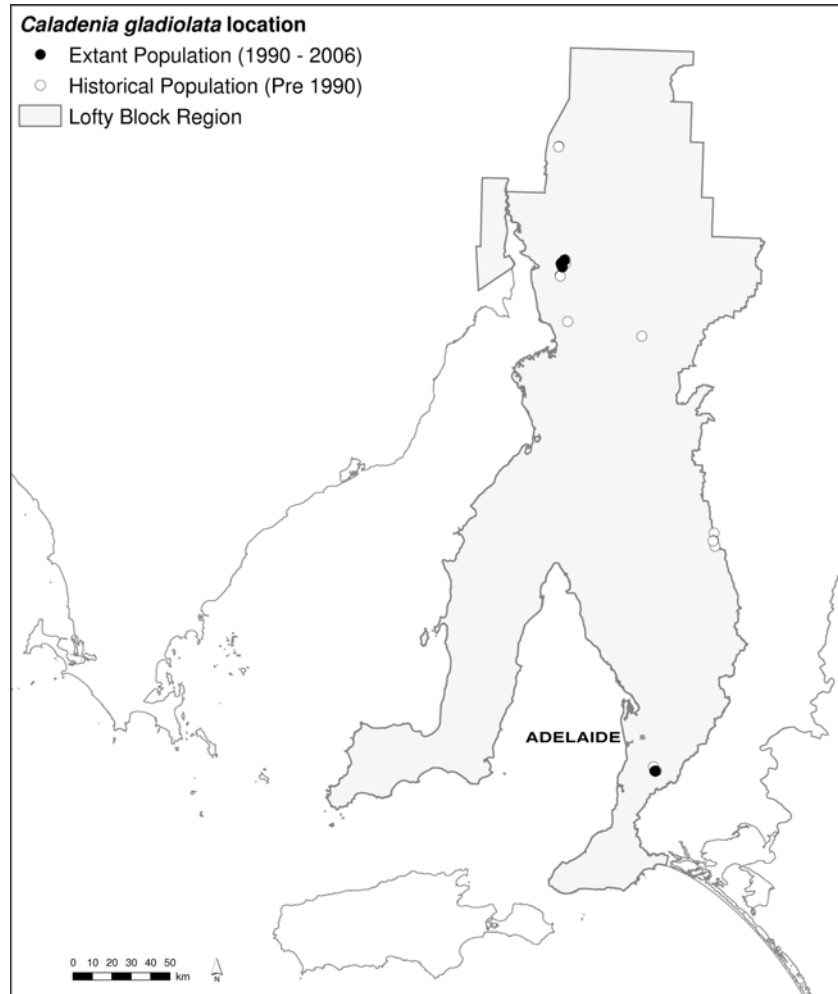 Caladenia gladiolata location
Extant Population (1990 - 2006)
Historical Population (Pre 1990)
Lofty Block Region
ADELAIDE
0 10 20 30 40 50
km
N